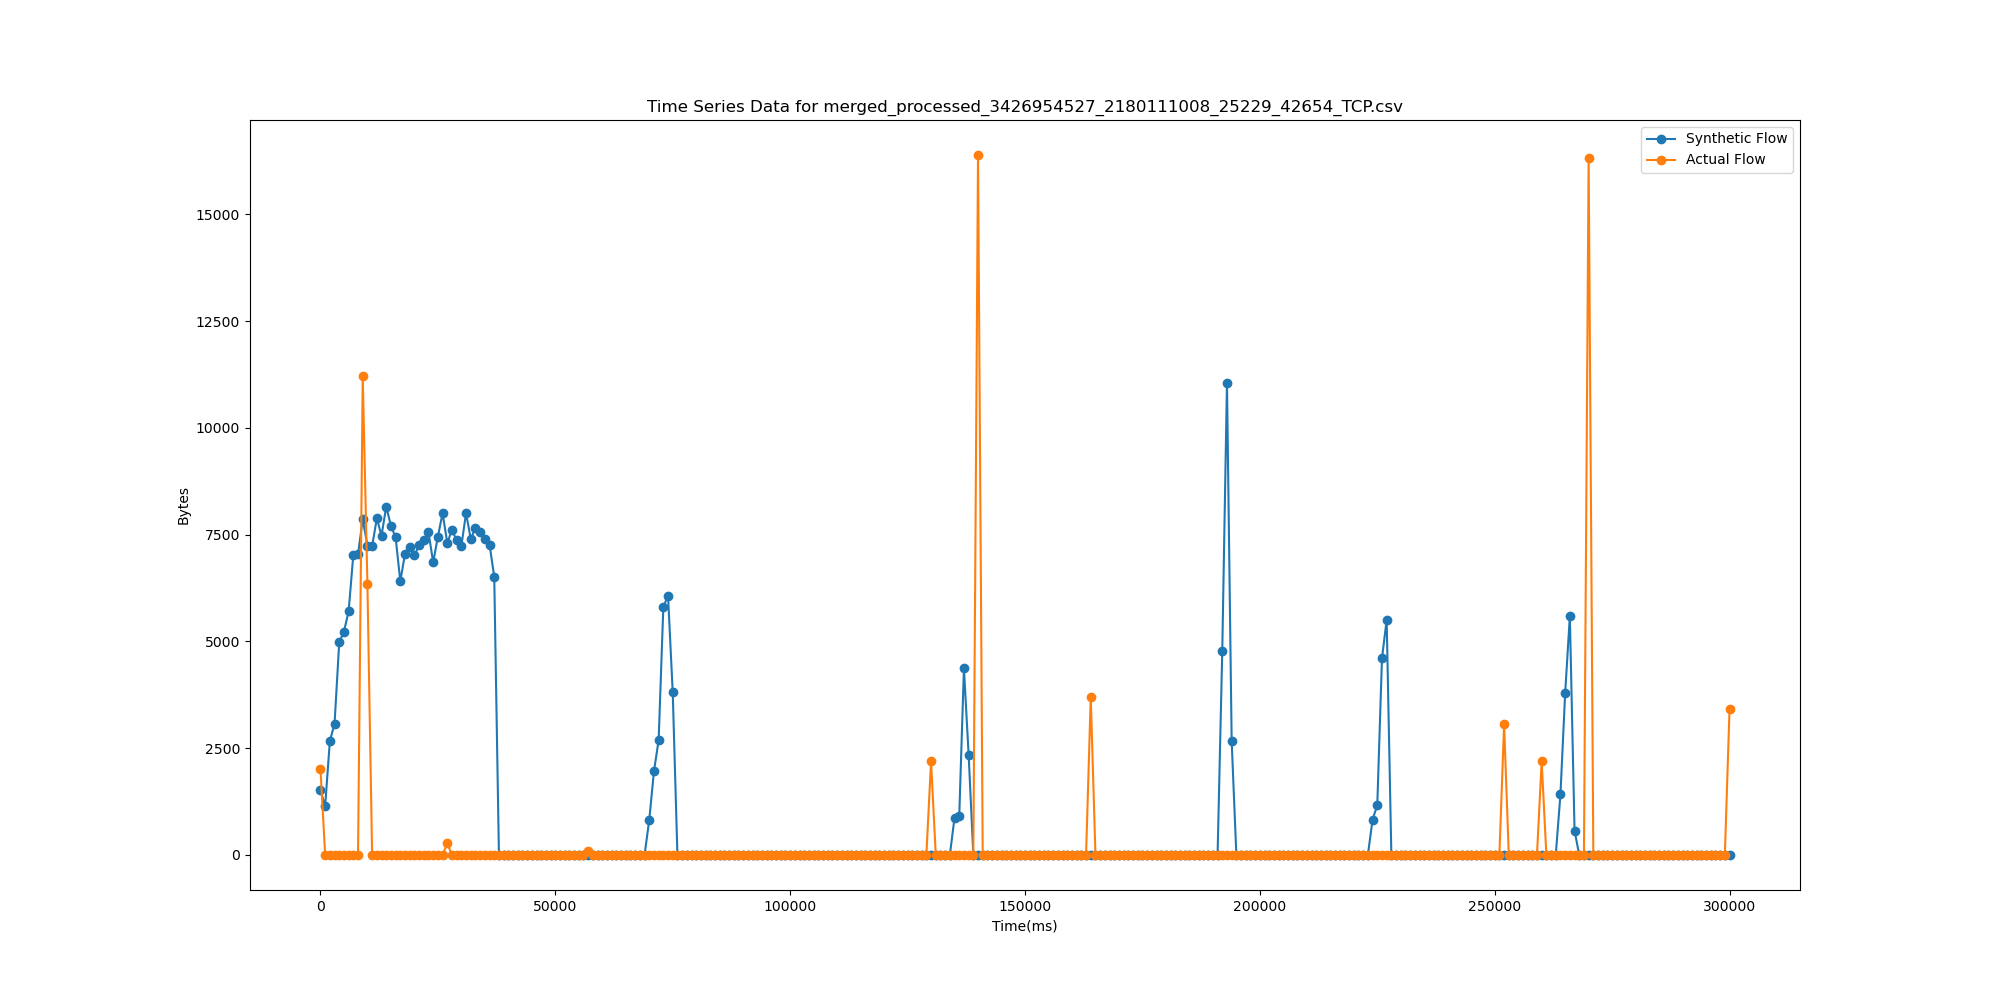 Time Series Data for merged_processed_3426954527_2180111008_25229_42654_TCP.csv
Synthetic Flow
Actual Flow
Bytes
15000
12500
10000
7500
5000
2500
0
0
50000
100000
150000
200000
250000
300000
Time(ms)